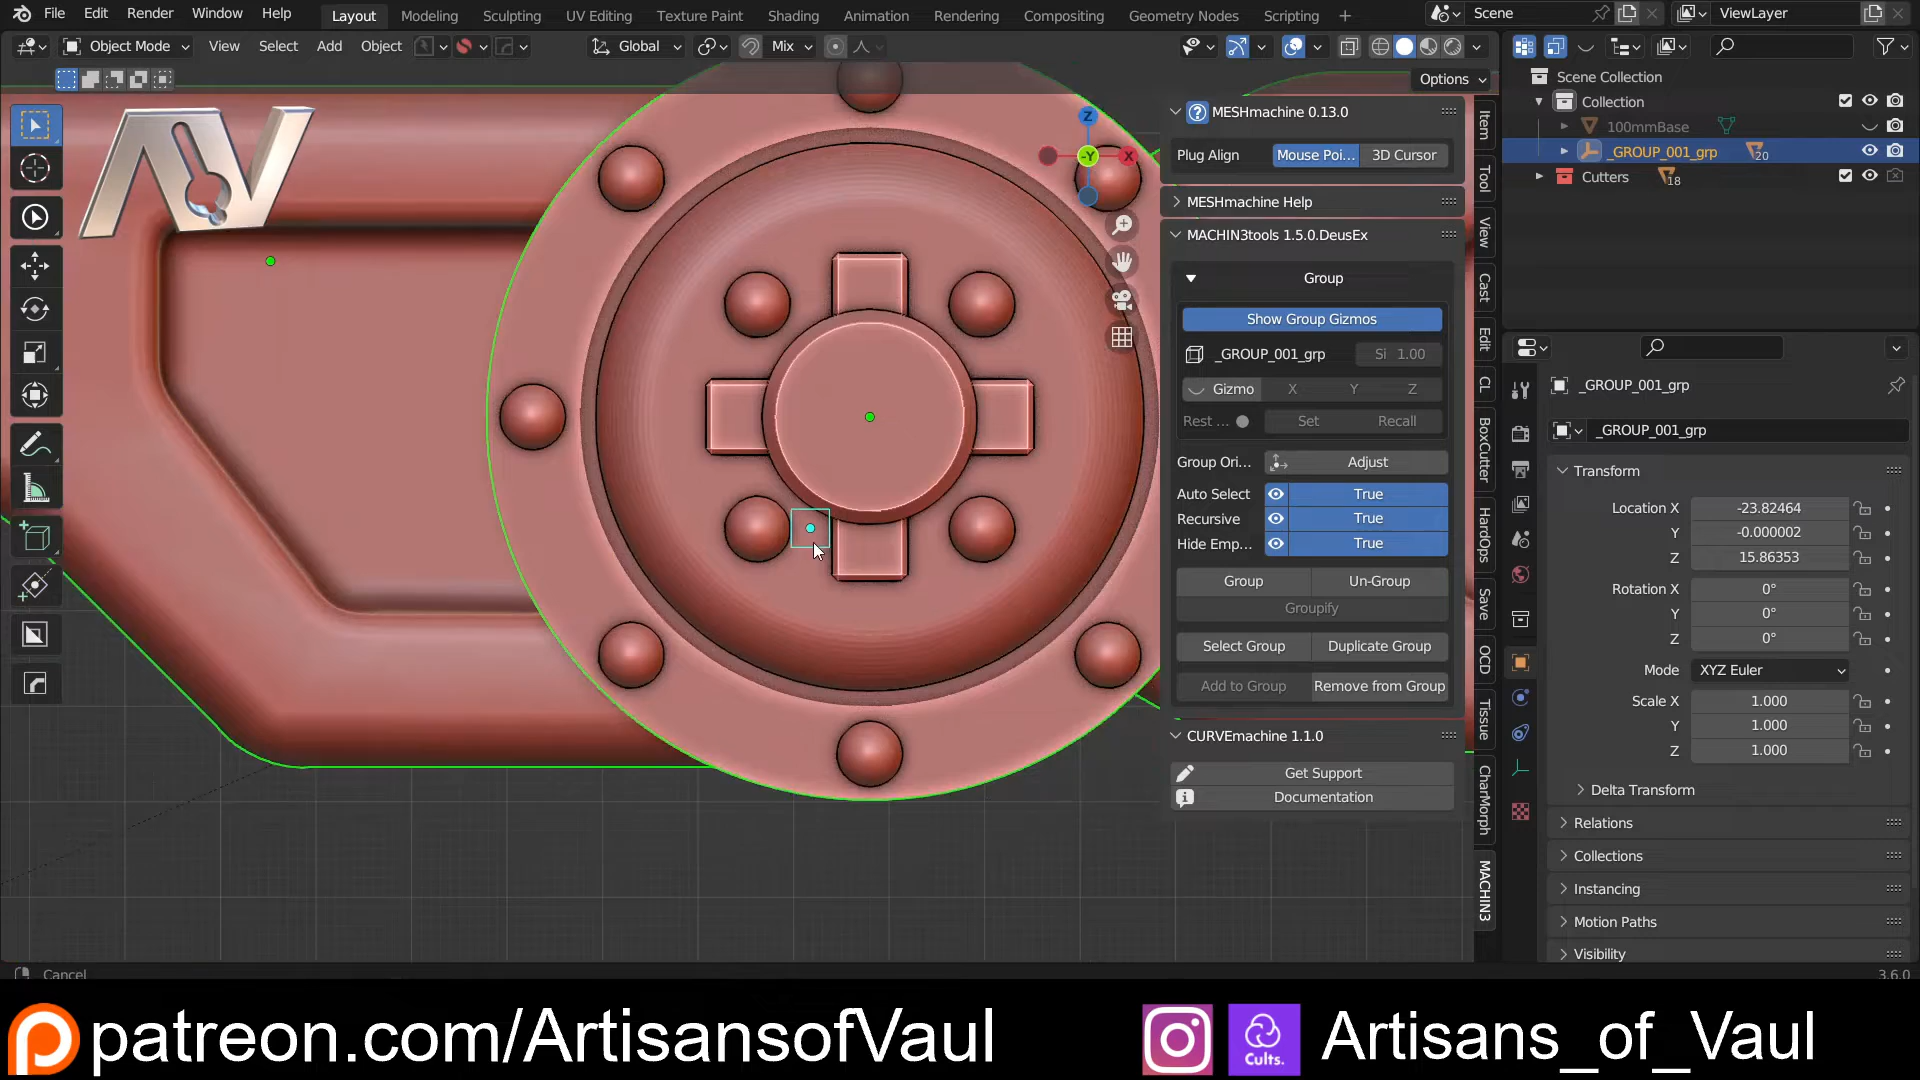 File Edit Render Window Help Layout Modeling Sculpting UV Editing Texture Paint Shading Animation Rendering Compositing Geometry Nodes Scripting + Scene ViewLayer
Object Mode View Select Add Object Global Mix
Options
Scene Collection
Collection
100mmBase
_GROUP_001_grp 20
Cutters 18
Z
-Y
X
MESHmachine 0.13.0
Plug Align Mouse Poi... 3D Cursor
MESHmachine Help
MACHIN3tools 1.5.0.DeusEx
Group
Show Group Gizmos
_GROUP_001_grp Si 1.00
Gizmo X Y Z
Rest ... Set Recall
Group Ori... Adjust
Auto Select True
Recursive True
Hide Emp... True
Group Un-Group
Groupify
Select Group Duplicate Group
Add to Group Remove from Group
CURVEmachine 1.1.0
Get Support
Documentation
Item
Tool
View
Cast
Edit
CL
BoxCutter
HardOps
Save
OCD
Tissue
CharMorph
MACHIN3
_GROUP_001_grp
_GROUP_001_grp
Transform
Location X -23.82464
Y -0.000002
Z 15.86353
Rotation X 0°
Y 0°
Z 0°
Mode XYZ Euler
Scale X 1.000
Y 1.000
Z 1.000
Delta Transform
Relations
Collections
Instancing
Motion Paths
Visibility
Cancel
3.6.0
patreon.com/ArtisansofVaul
Cults.
Artisans_of_Vaul